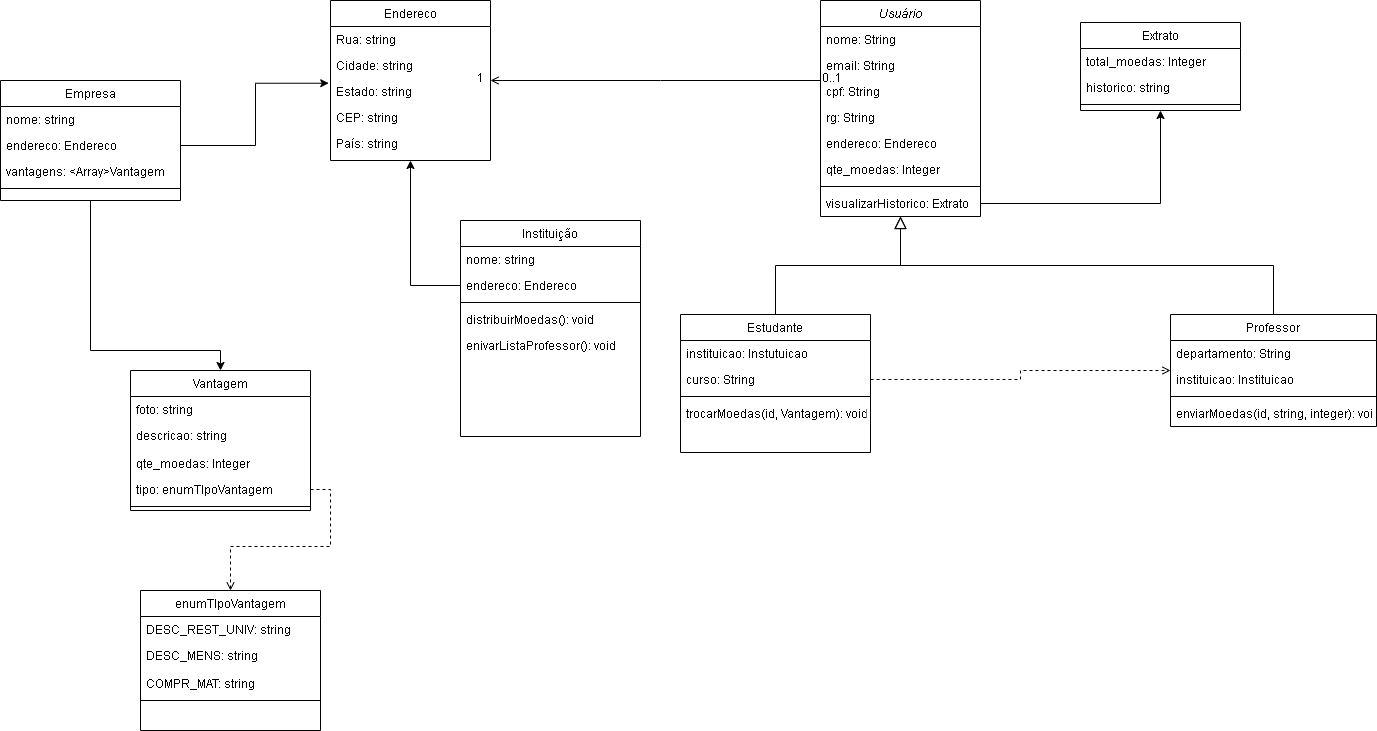 Endereco
Rua: string
Cidade: string
Estado: string
CEP: string
País: string
1
Usuário
nome: String
email: String
0..1
cpf: String
rg: String
endereco: Endereco
qte_moedas: Integer
visualizarHistorico: Extrato
Extrato
total_moedas: Integer
historico: string
Empresa
nome: string
endereco: Endereco
vantagens: <Array>Vantagem
Instituição
nome: string
endereco: Endereco
distribuirMoedas(): void
enivarListaProfessor(): void
Estudante
instituicao: Instutuicao
curso: String
trocarMoedas(id, Vantagem): void
Professor
departamento: String
instituicao: Instituicao
enviarMoedas(id, string, integer): voi
Vantagem
foto: string
descricao: string
qte_moedas: Integer
tipo: enumTIpoVantagem
enumTIpoVantagem
DESC_REST_UNIV: string
DESC_MENS: string
COMPR_MAT: string